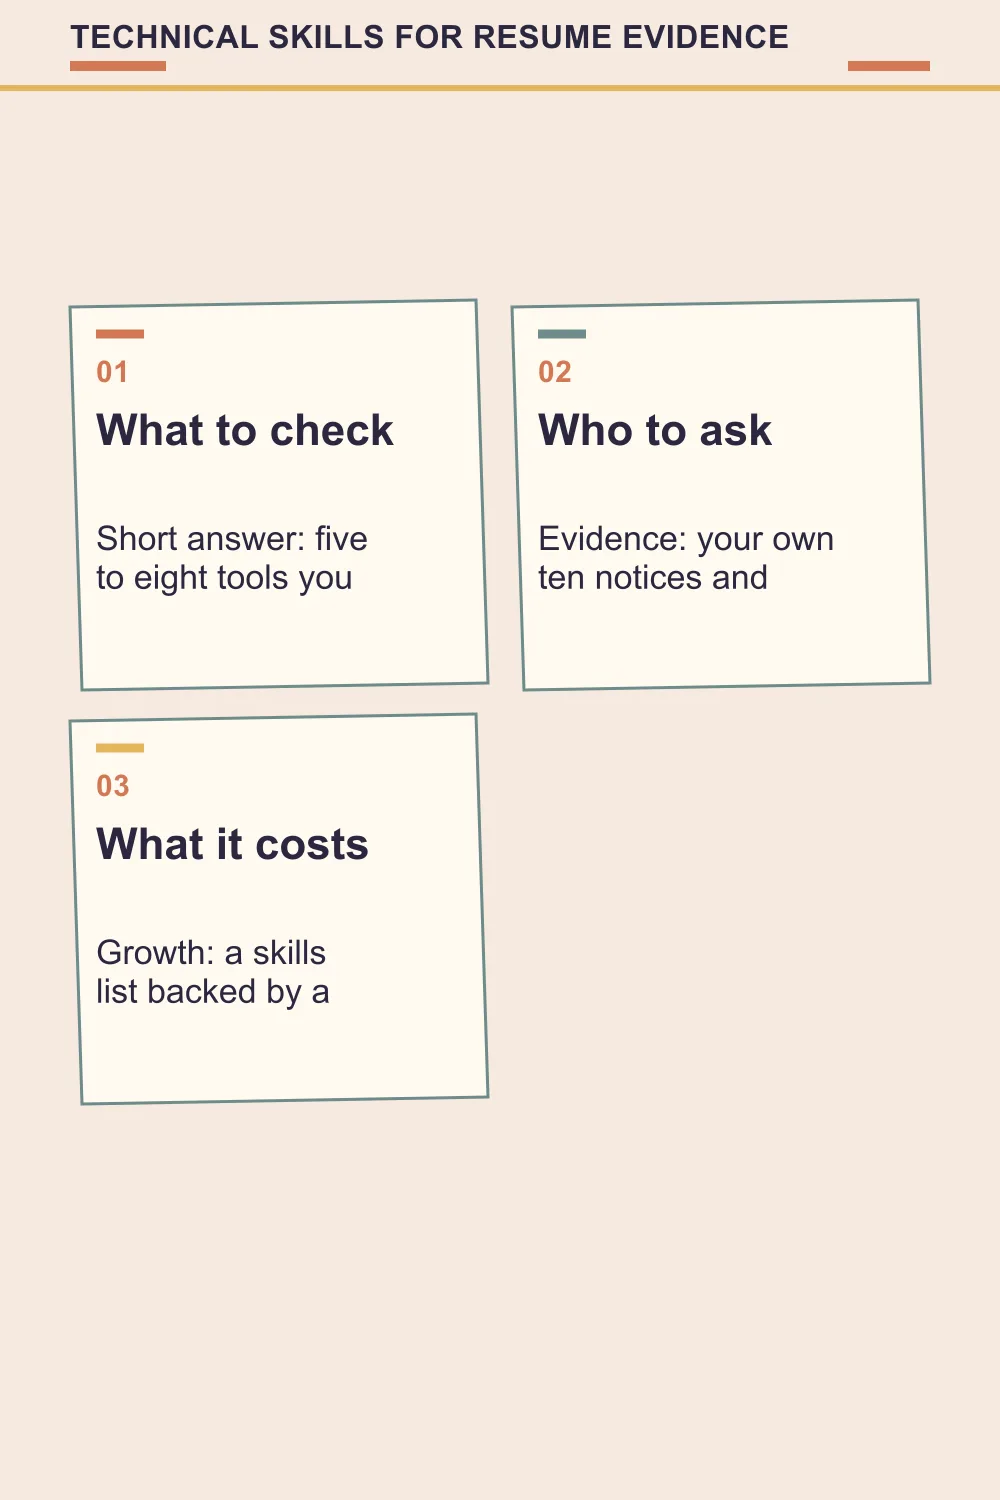 TECHNICAL SKILLS FOR RESUME EVIDENCE
01
What to check
Short answer: five
to eight tools you
02
Who to ask
Evidence: your own
ten notices and
03
What it costs
Growth: a skills
list backed by a